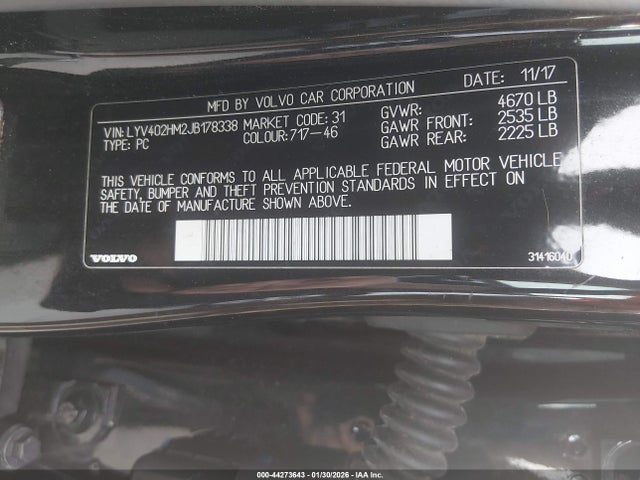 MFD BY VOLVO CAR CORPORATION DATE: 11/17
VIN: LYV402HM2JB178338 MARKET CODE: 31 GVWR: 4670 LB
TYPE: PC COLOUR: 717-46 GAWR FRONT: 2535 LB
GAWR REAR: 2225 LB
THIS VEHICLE CONFORMS TO ALL APPLICABLE FEDERAL MOTOR VEHICLE
SAFETY, BUMPER AND THEFT PREVENTION STANDARDS IN EFFECT ON
THE DATE OF MANUFACTURE SHOWN ABOVE.
VOLVO 31416040
000-44273643 - 01/30/2026 - IAA Inc.